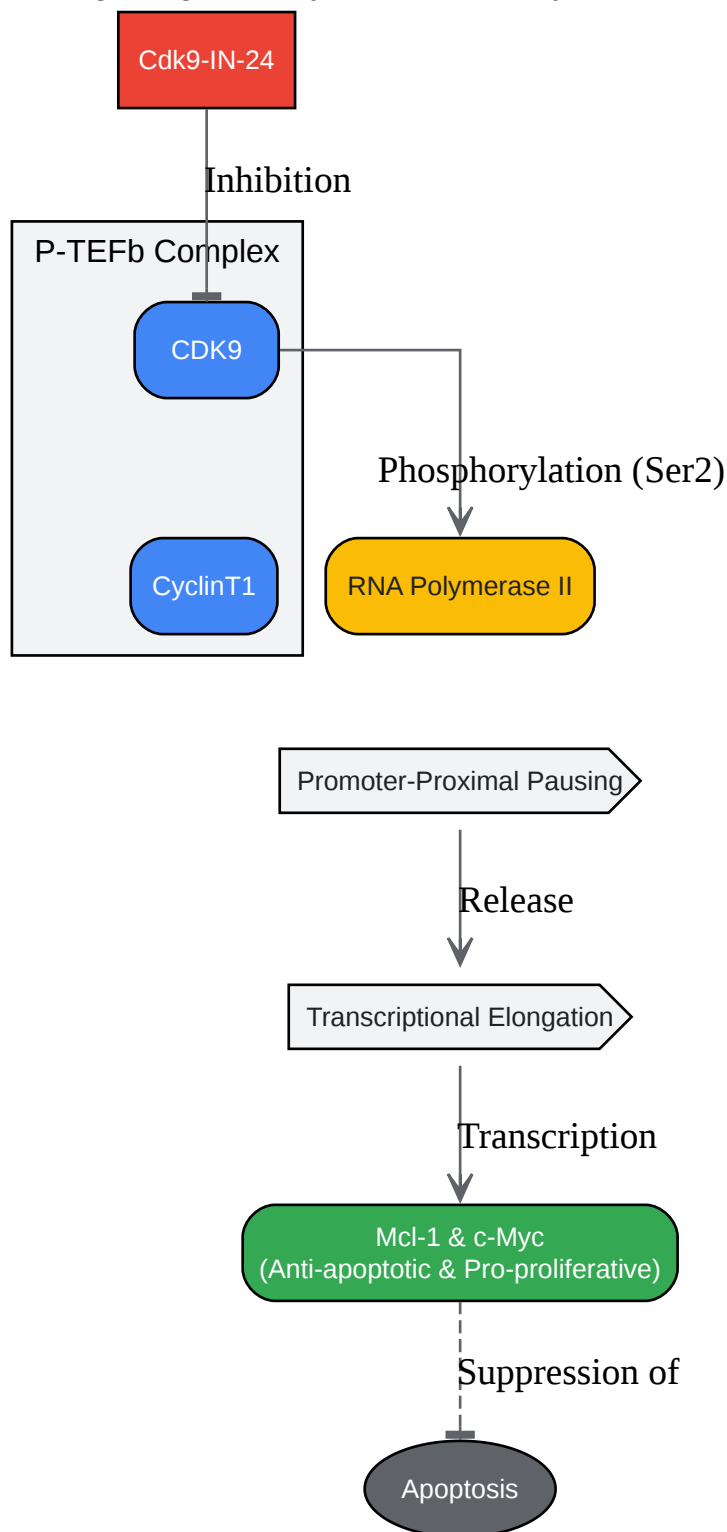 Cdk9-IN-24
Inhibition
P-TEFb Complex
CDK9
Phosphorylation (Ser2)
CyclinT1
RNA Polymerase II
Promoter-Proximal Pausing
Release
Transcriptional Elongation
Transcription
Mcl-1 & c-Myc
(Anti-apoptotic & Pro-proliferative)
Suppression of
Apoptosis